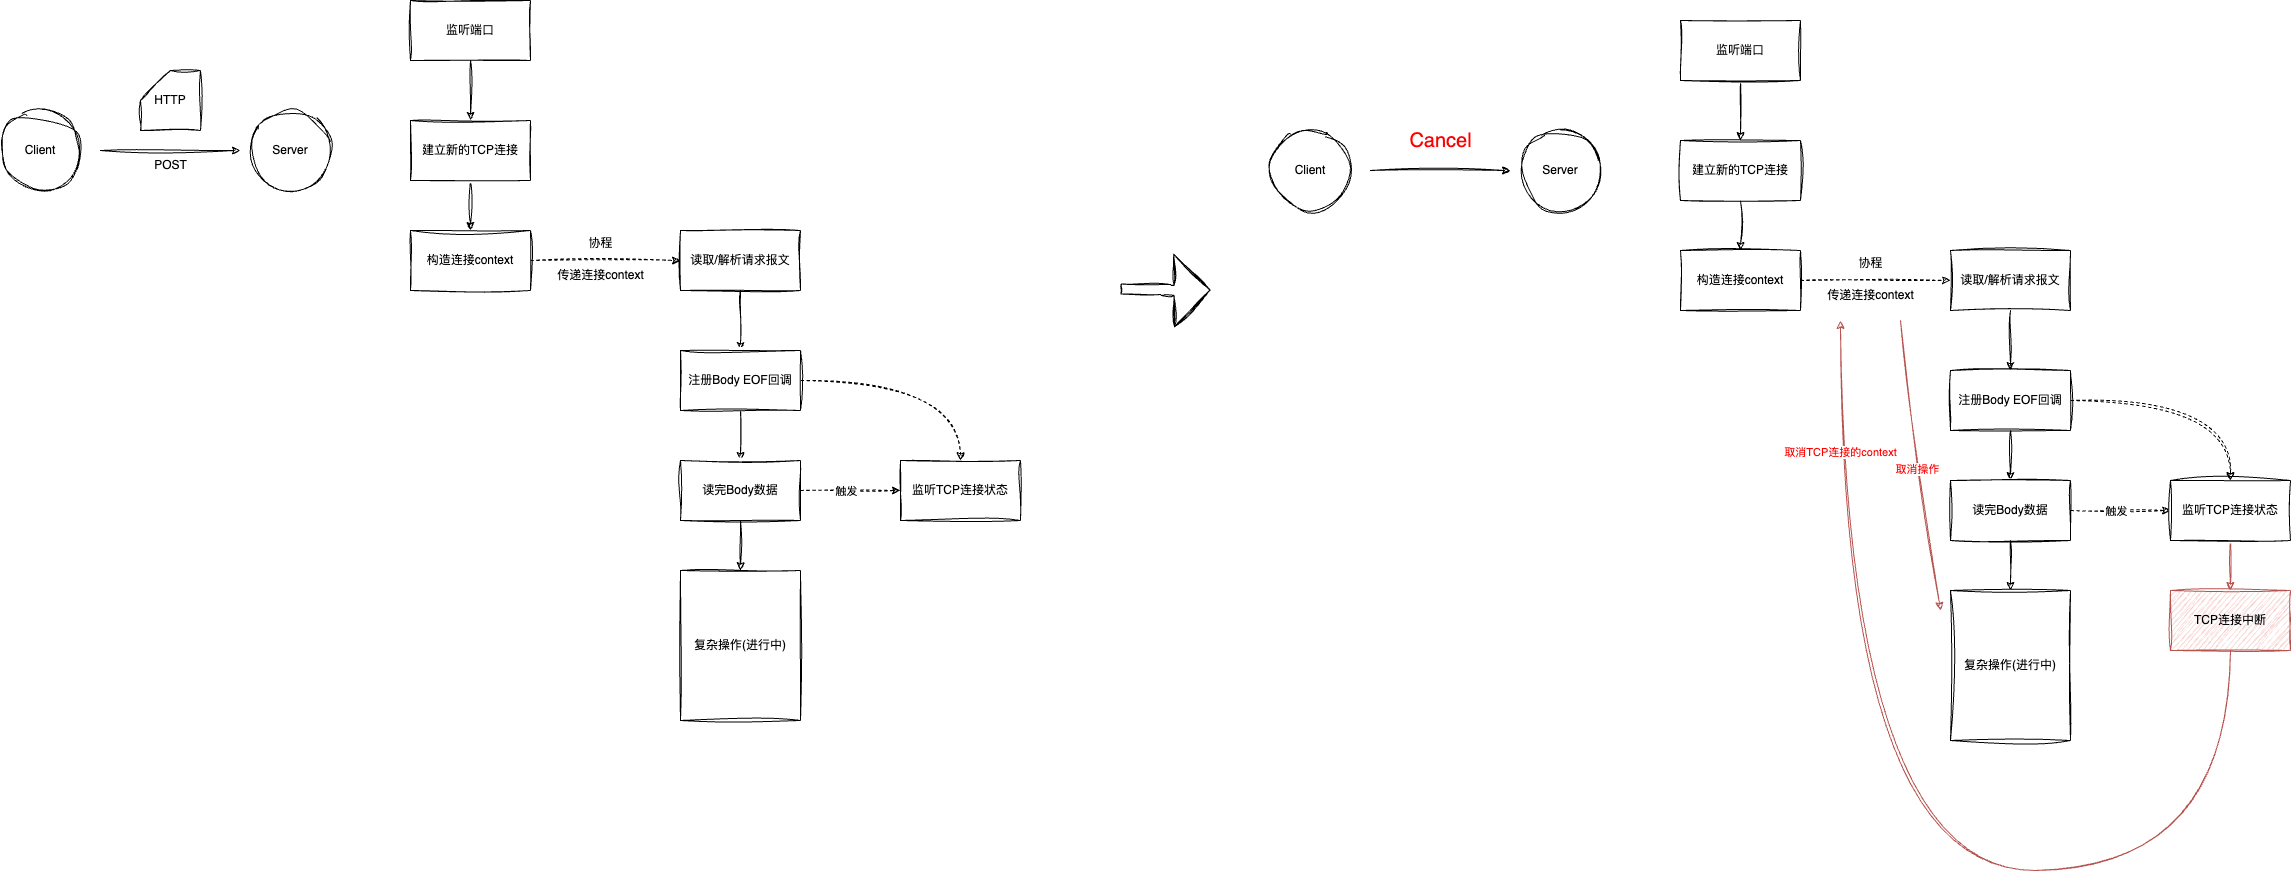 监听端口
HTTP
Client
POST
Server
建立新的TCP连接
构造连接context
协程
传递连接context
读取/解析请求报文
注册Body EOF回调
读完Body数据
触发
监听TCP连接状态
复杂操作(进行中)
监听端口
Cancel
Client
Server
建立新的TCP连接
构造连接context
协程
传递连接context
读取/解析请求报文
注册Body EOF回调
取消TCP连接的context
取消操作
读完Body数据
触发
监听TCP连接状态
TCP连接中断
复杂操作(进行中)